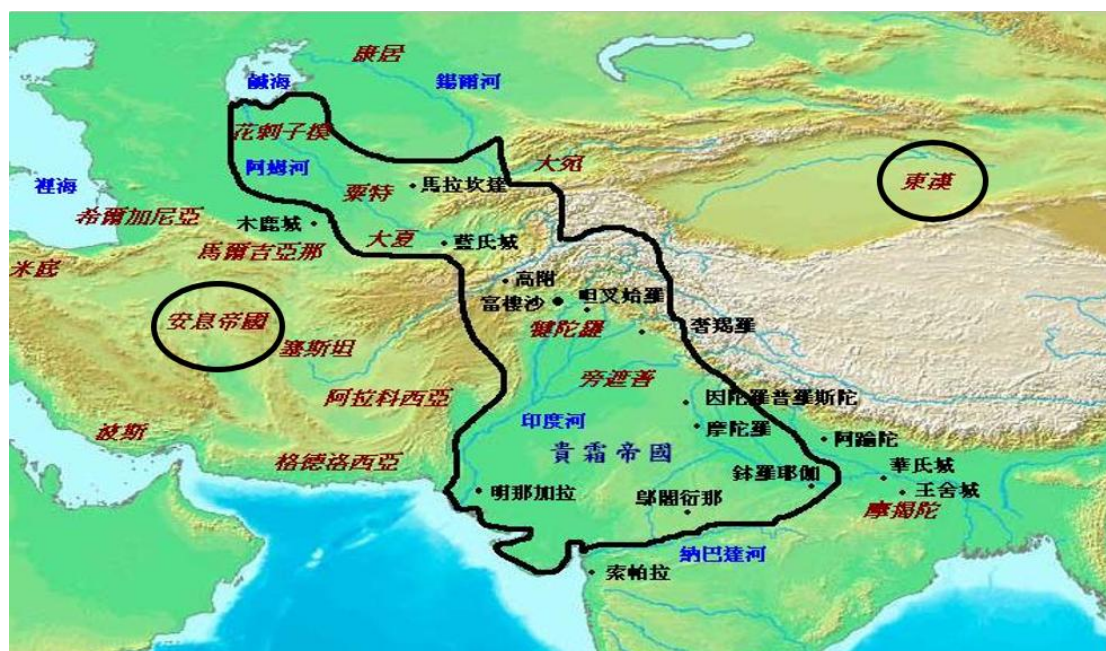 康居
鹹海
錫爾河
花剌子模
大宛
阿姆河
東漢
裡海
粟特
馬拉坎達
希爾加尼亞
木鹿城
大夏
藍氏城
馬爾吉亞那
米底
高附
富樓沙
呾叉始羅
安息帝國
犍陀羅
奢羯羅
塞斯坦
旁遮普
阿拉科西亞
因陀羅普羅斯陀
印度河
摩陀羅
波斯
阿踰陀
貴霜帝國
格德洛西亞
華氏城
鉢羅耶伽
明那加拉
王舍城
鄔闍衍那
摩揭陀
納巴達河
索帕拉